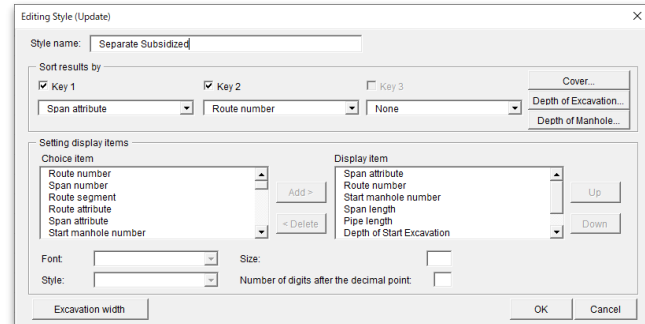 Editing Style (Update)
Style name: Separate Subsidized
Sort results by
Key 1 Key 2 Key 3 Cover...
Span attribute Route number None Depth of Excavation...
Depth of Manhole...
Setting display items
Choice item Display item
Route number Span attribute
Span number Route number
Route segment Add > Start manhole number Up
Route attribute Span length
Span attribute < Delete Pipe length Down
Start manhole number Depth of Start Excavation
Font: Size:
Style: Number of digits after the decimal point:
Excavation width OK Cancel